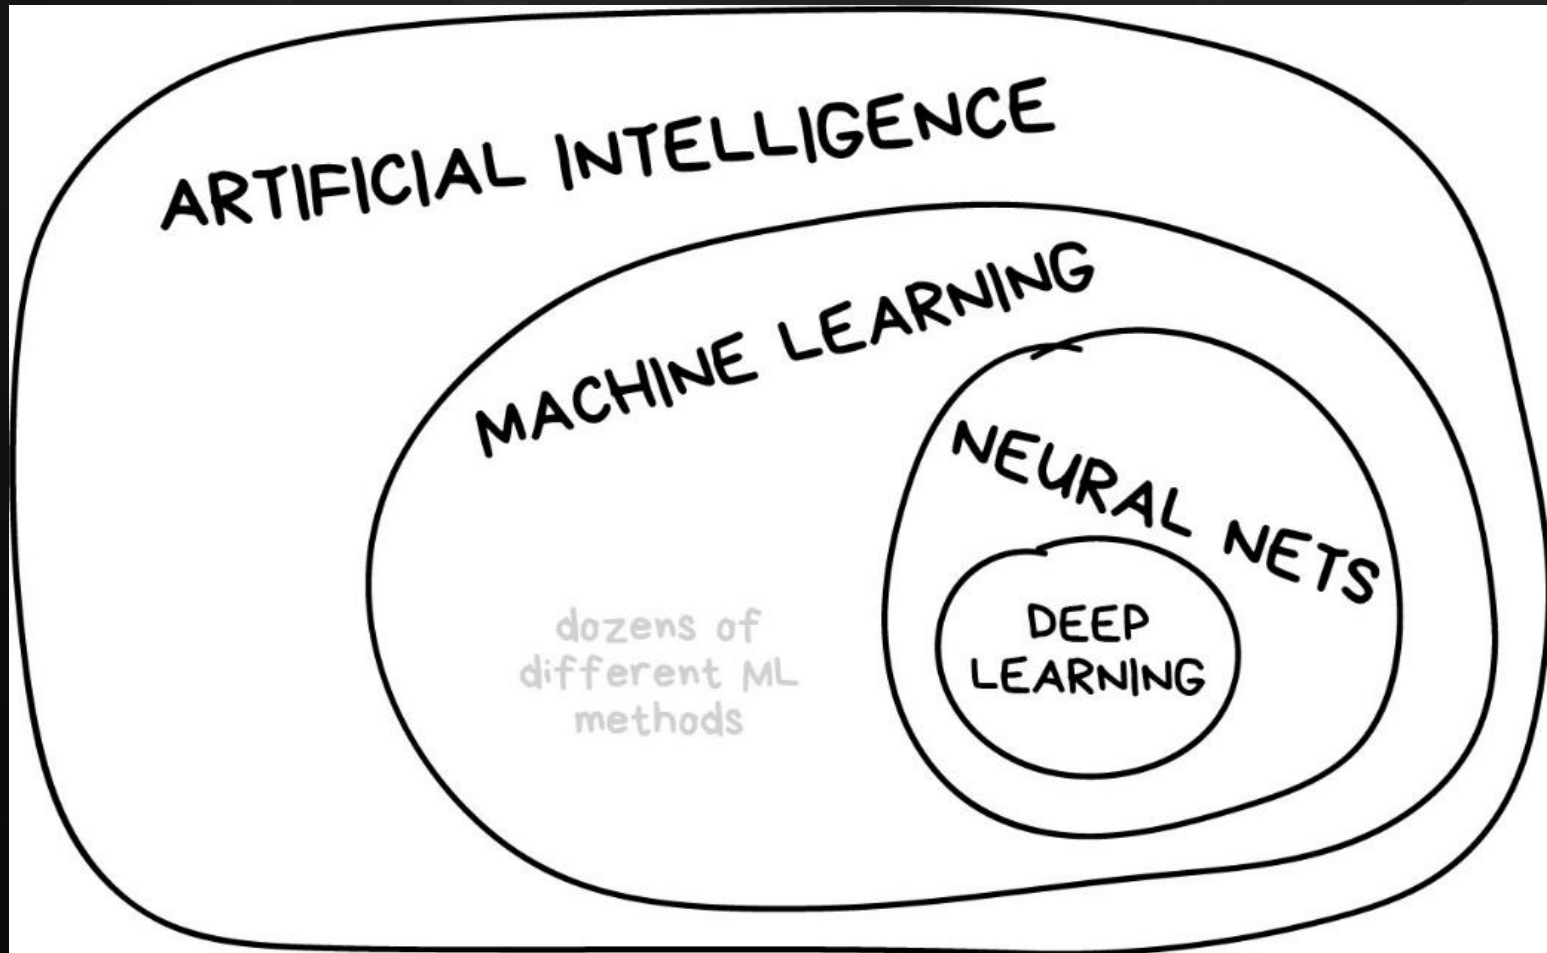 ARTIFICIAL INTELLIGENCE
MACHINE LEARNING
NEURAL NETS
DEEP
LEARNING
dozens of
different ML
methods